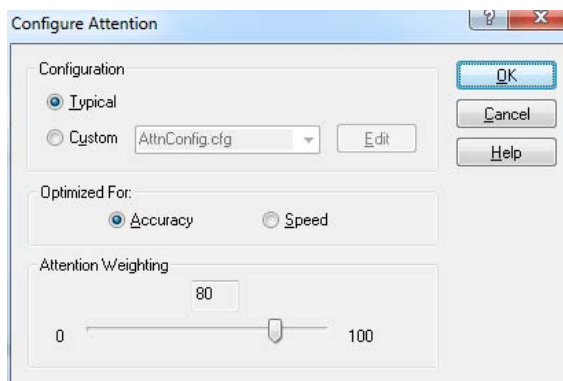 Configure Attention
?
X
Configuration
Typical
Custom
AttnConfig.cfg
Edit
OK
Cancel
Help
Optimized For:
Accuracy
Speed
Attention Weighting
80
0
100